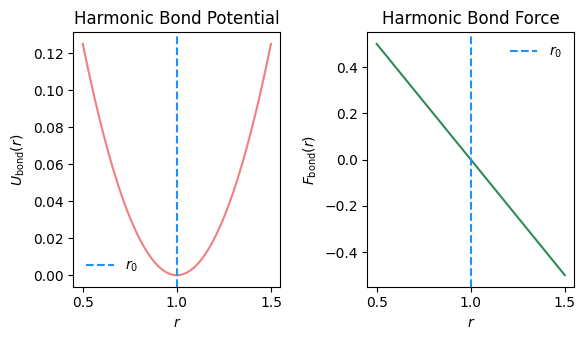 Harmonic Bond Potential
U_bond(r)
0.12
0.10
0.08
0.06
0.04
0.02
0.00
r₀
0.5
1.0
1.5
r
Harmonic Bond Force
F_bond(r)
0.4
0.2
0.0
−0.2
−0.4
r₀
0.5
1.0
1.5
r